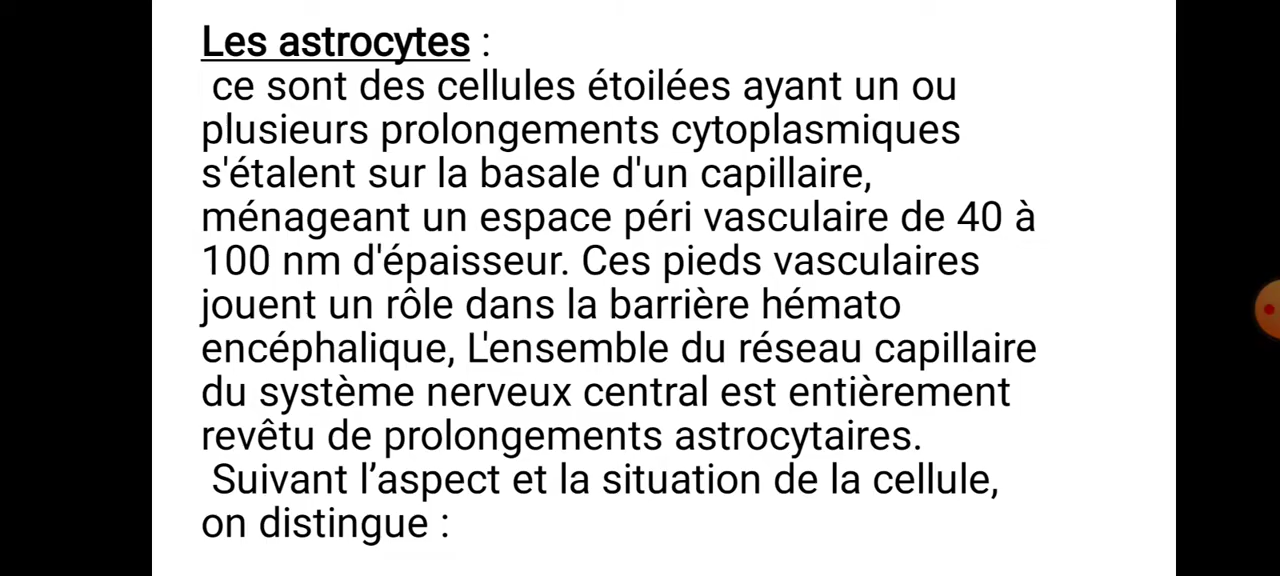 Les astrocytes :
ce sont des cellules étoilées ayant un ou
plusieurs prolongements cytoplasmiques
s'étalent sur la basale d'un capillaire,
ménageant un espace péri vasculaire de 40 à
100 nm d'épaisseur. Ces pieds vasculaires
jouent un rôle dans la barrière hémato
encéphalique, L'ensemble du réseau capillaire
du système nerveux central est entièrement
revêtu de prolongements astrocytaires.
Suivant l’aspect et la situation de la cellule,
on distingue :